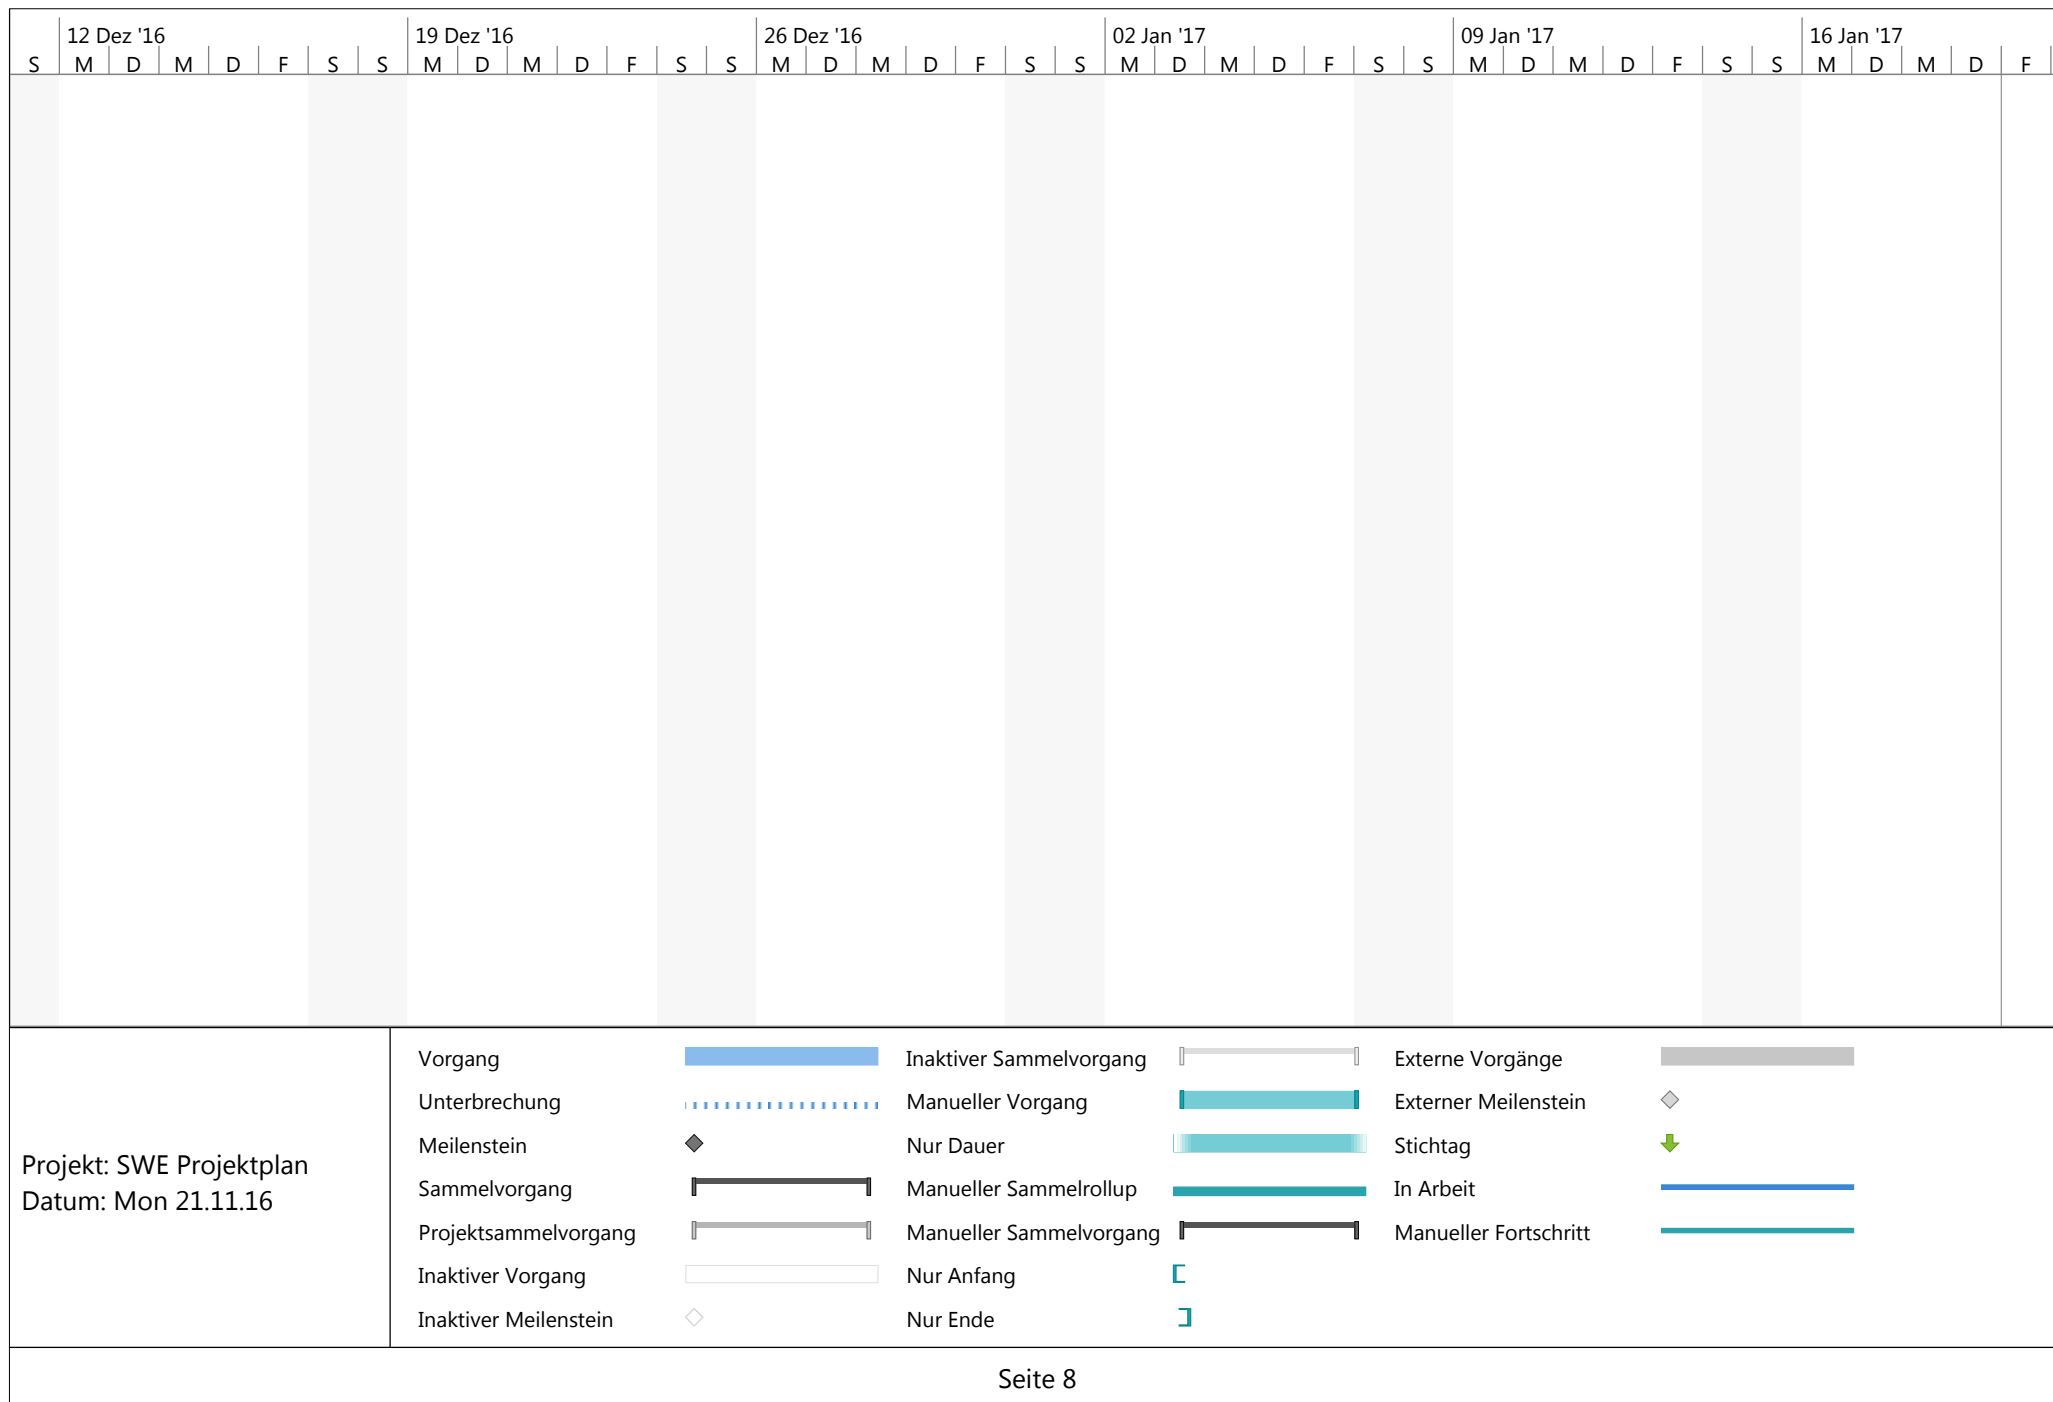 12 Dez '16 19 Dez '16 26 Dez '16 02 Jan '17 09 Jan '17 16 Jan '17
S M D M D F S S M D M D F S S M D M D F S S M D M D F S S M D M D F S S M D M D F
Projekt: SWE Projektplan
Datum: Mon 21.11.16
Vorgang
Unterbrechung
Meilenstein
Sammelvorgang
Projektsammelvorgang
Inaktiver Vorgang
Inaktiver Meilenstein
Inaktiver Sammelvorgang
Manueller Vorgang
Nur Dauer
Manueller Sammelrollup
Manueller Sammelvorgang
Nur Anfang
Nur Ende
Externe Vorgänge
Externer Meilenstein
Stichtag
In Arbeit
Manueller Fortschritt
Seite 8